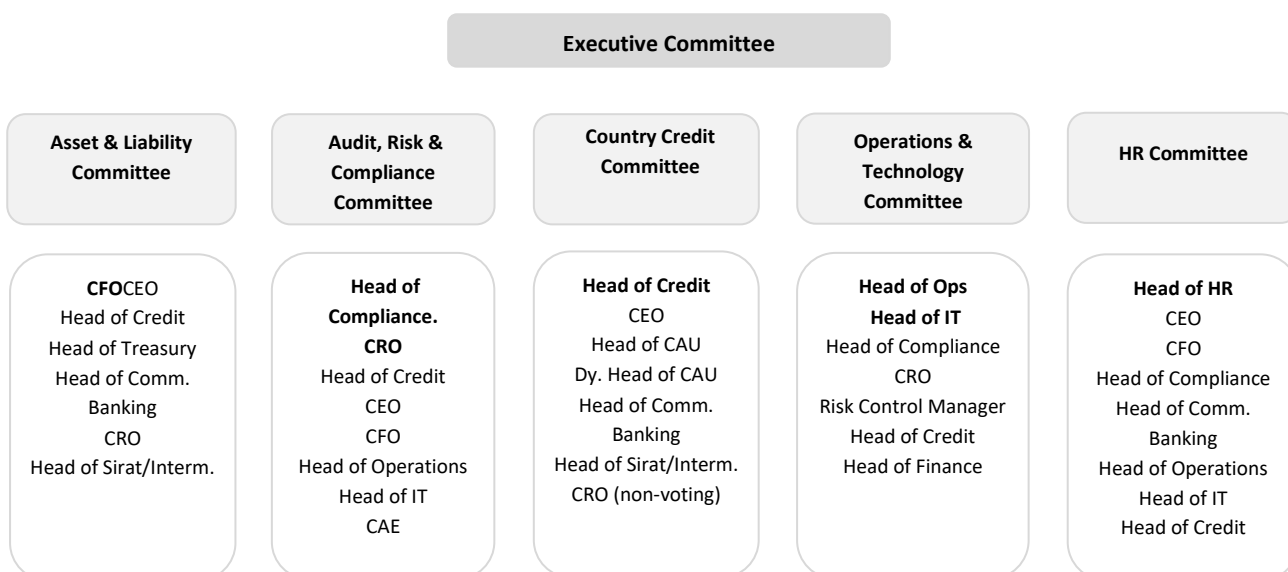 Executive Committee
Asset & Liability
Committee
Audit, Risk &
Compliance
Committee
Country Credit
Committee
Operations &
Technology
Committee
HR Committee
CFOCEO
Head of Credit
Head of Treasury
Head of Comm.
Banking
CRO
Head of Sirat/Interm.
Head of
Compliance.
CRO
Head of Credit
CEO
CFO
Head of Operations
Head of IT
CAE
Head of Credit
CEO
Head of CAU
Dy. Head of CAU
Head of Comm.
Banking
Head of Sirat/Interm.
CRO (non-voting)
Head of Ops
Head of IT
Head of Compliance
CRO
Risk Control Manager
Head of Credit
Head of Finance
Head of HR
CEO
CFO
Head of Compliance
Head of Comm.
Banking
Head of Operations
Head of IT
Head of Credit